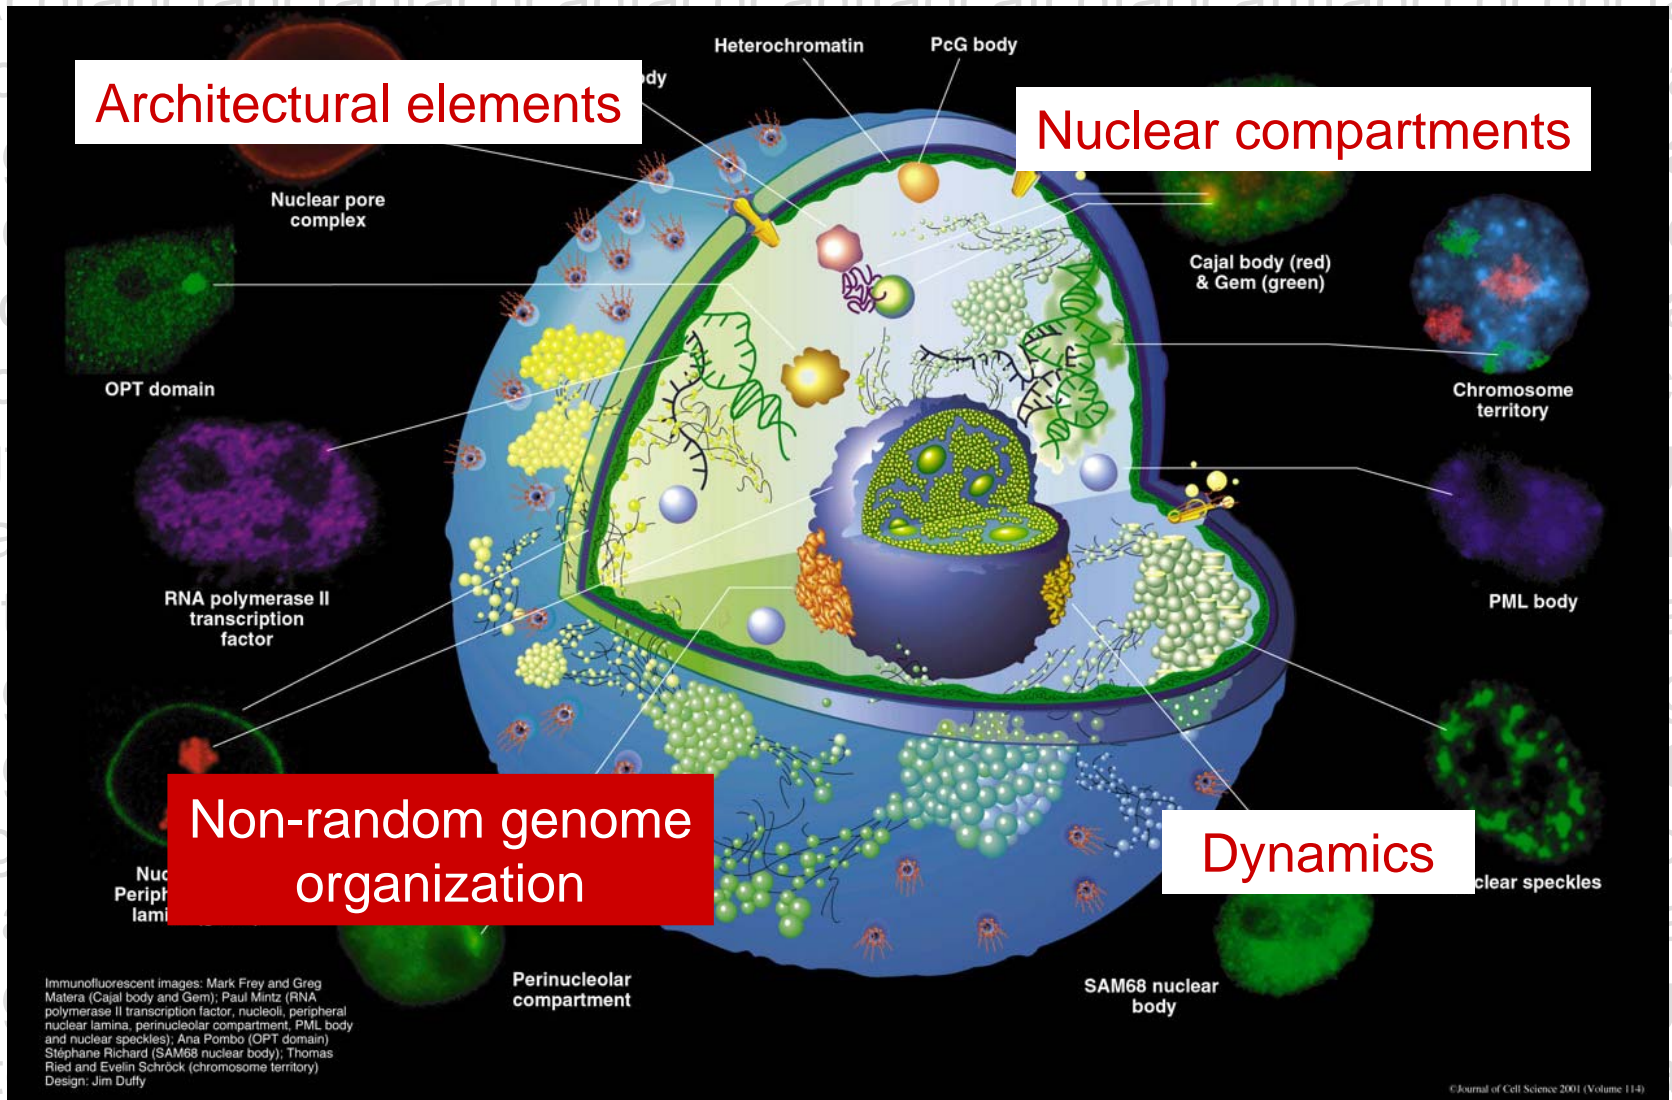 Heterochromatin
PcG body
Architectural elements
Nuclear compartments
Nuclear pore
complex
Cajal body (red)
& Gem (green)
OPT domain
Chromosome
territory
RNA polymerase II
transcription
factor
PML body
Non-random genome
organization
Dynamics
clear speckles
Perinucleolar
compartment
SAM68 nuclear
body
Immunofluorescent images: Mark Frey and Greg
Matera (Cajal body and Gem); Paul Mintz (RNA
polymerase II transcription factor, nucleoli, peripheral
nuclear lamina, perinucleolar compartment, PML body
and nuclear speckles); Ana Pombo (OPT domain)
Stéphane Richard (SAM68 nuclear body); Thomas
Ried and Evelin Schröck (chromosome territory)
Design: Jim Duffy
©Journal of Cell Science 2001 (Volume 114)